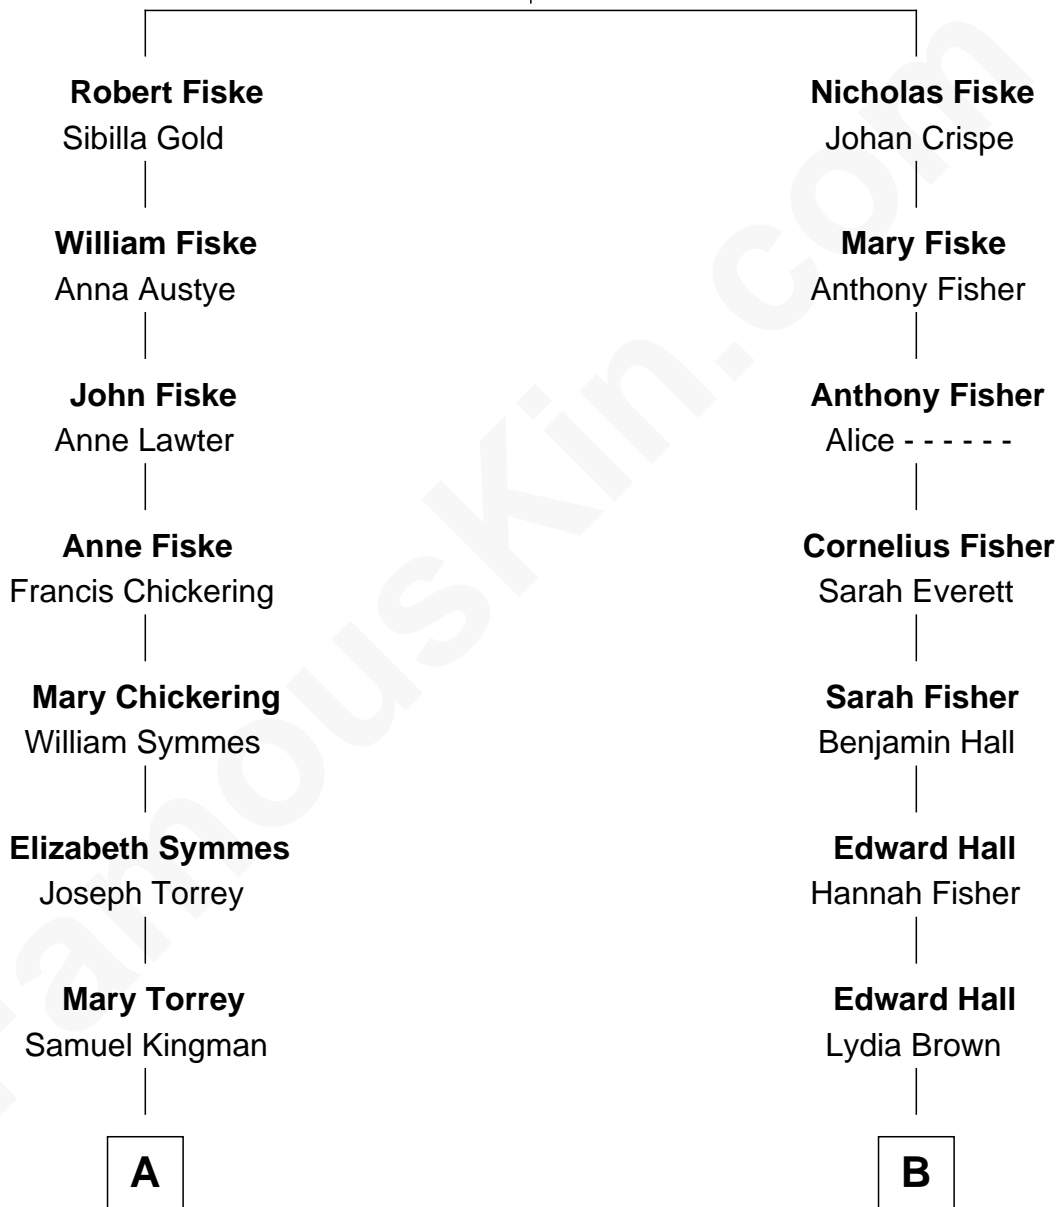 Robert Fiske
Sibilla Gold
William Fiske
Anna Austye
John Fiske
Anne Lawter
Anne Fiske
Francis Chickering
Mary Chickering
William Symmes
Elizabeth Symmes
Joseph Torrey
Mary Torrey
Samuel Kingman
A
Nicholas Fiske
Johan Crispe
Mary Fiske
Anthony Fisher
Anthony Fisher
Alice - - - - - -
Cornelius Fisher
Sarah Everett
Sarah Fisher
Benjamin Hall
Edward Hall
Hannah Fisher
Edward Hall
Lydia Brown
B
FamousKin.com